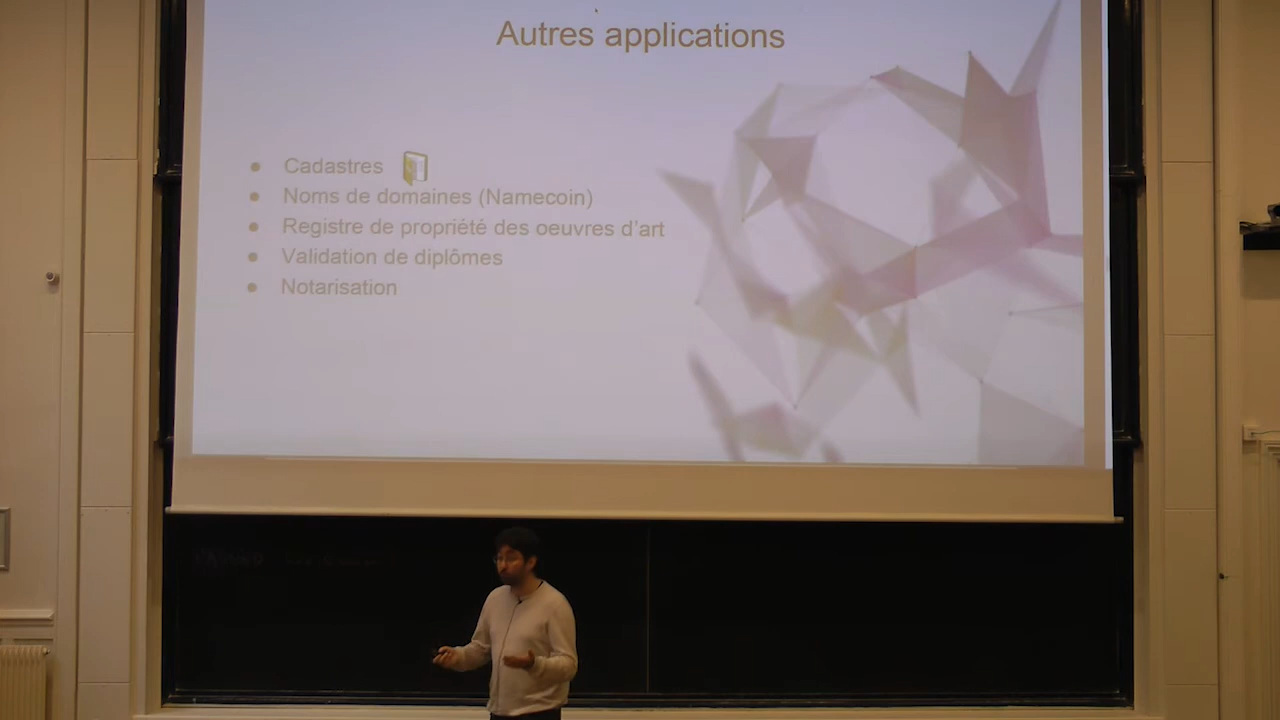 Autres applications
Cadastres
Noms de domaines (Namecoin)
Registre de propriété des oeuvres d'art
Validation de diplômes
Notarisation